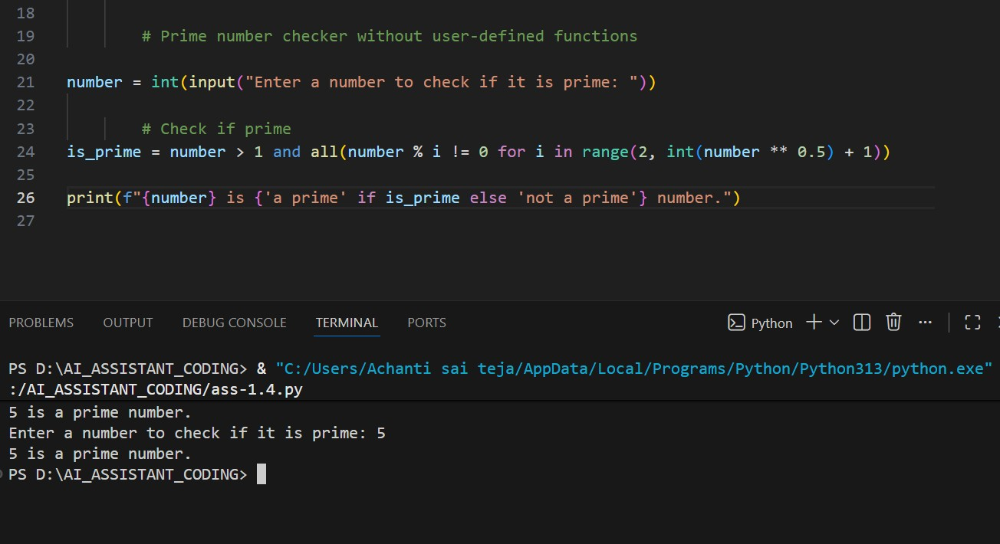 18
19 # Prime number checker without user-defined functions
20
21 number = int(input("Enter a number to check if it is prime: "))
22
23 # Check if prime
24 is_prime = number > 1 and all(number % i != 0 for i in range(2, int(number ** 0.5) + 1))
25
26 print(f"{number} is {'a prime' if is_prime else 'not a prime'} number.")
27
PROBLEMS OUTPUT DEBUG CONSOLE TERMINAL PORTS Python
PS D:\AI_ASSISTANT_CODING> & "C:/Users/Achanti sai teja/AppData/Local/Programs/Python/Python313/python.exe"
:/AI_ASSISTANT_CODING/ass-1.4.py
5 is a prime number.
Enter a number to check if it is prime: 5
5 is a prime number.
PS D:\AI_ASSISTANT_CODING>